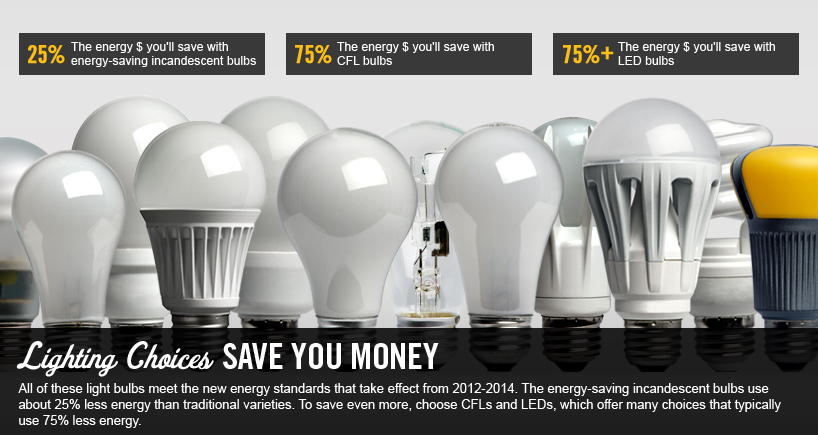 25% The energy $ you'll save with
energy-saving incandescent bulbs
75% The energy $ you'll save with
CFL bulbs
75%+ The energy $ you'll save with
LED bulbs
Lighting Choices SAVE YOU MONEY
All of these light bulbs meet the new energy standards that take effect from 2012-2014. The energy-saving incandescent bulbs use
about 25% less energy than traditional varieties. To save even more, choose CFLs and LEDs, which offer many choices that typically
use 75% less energy.